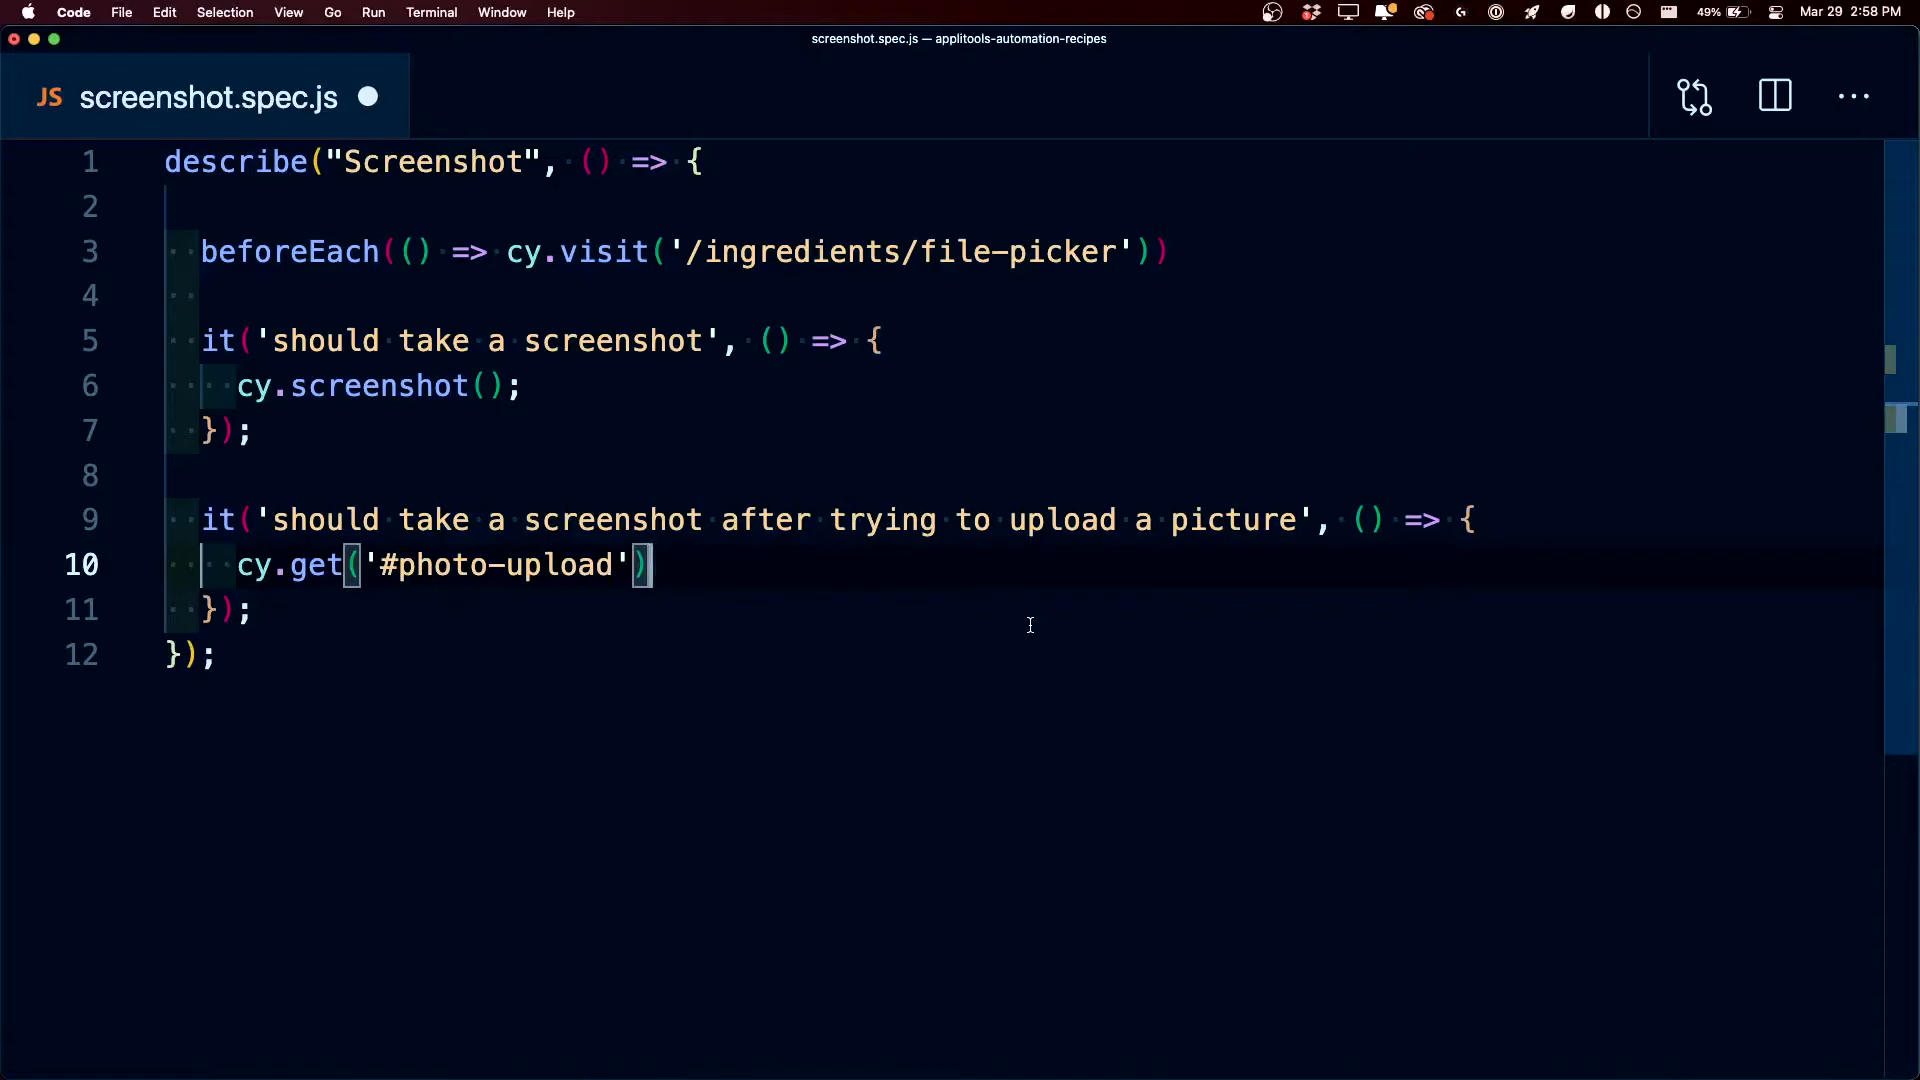 Code File Edit Selection View Go Run Terminal Window Help 49% Mar 29 2:58 PM
screenshot.spec.js — applitools-automation-recipes
JS screenshot.spec.js
1 describe("Screenshot", () => {
2
3 beforeEach(() => cy.visit('/ingredients/file-picker'))
4
5 it('should take a screenshot', () => {
6 cy.screenshot();
7 });
8
9 it('should take a screenshot after trying to upload a picture', () => {
10 cy.get('#photo-upload')
11 });
12 });